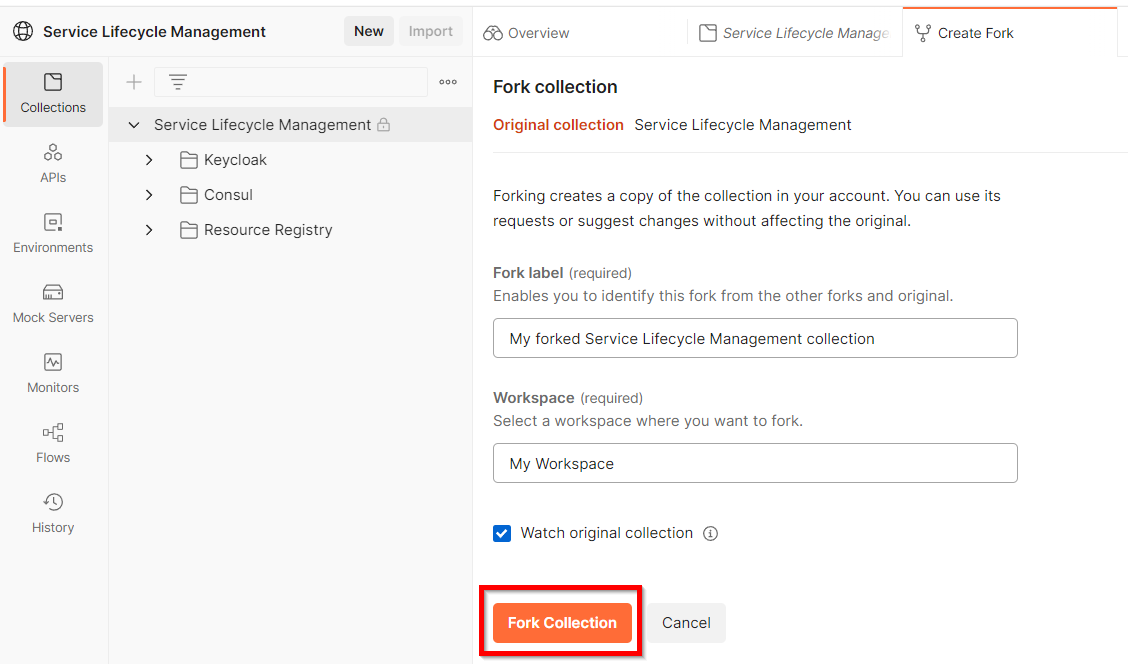 Service Lifecycle Management
New
Import
Overview
Service Lifecycle Manage
Create Fork
Collections
APIs
Environments
Mock Servers
Monitors
Flows
History
Service Lifecycle Management
Keycloak
Consul
Resource Registry
Fork collection
Original collection Service Lifecycle Management
Forking creates a copy of the collection in your account. You can use its
requests or suggest changes without affecting the original.
Fork label (required)
Enables you to identify this fork from the other forks and original.
My forked Service Lifecycle Management collection
Workspace (required)
Select a workspace where you want to fork.
My Workspace
Watch original collection
Fork Collection
Cancel